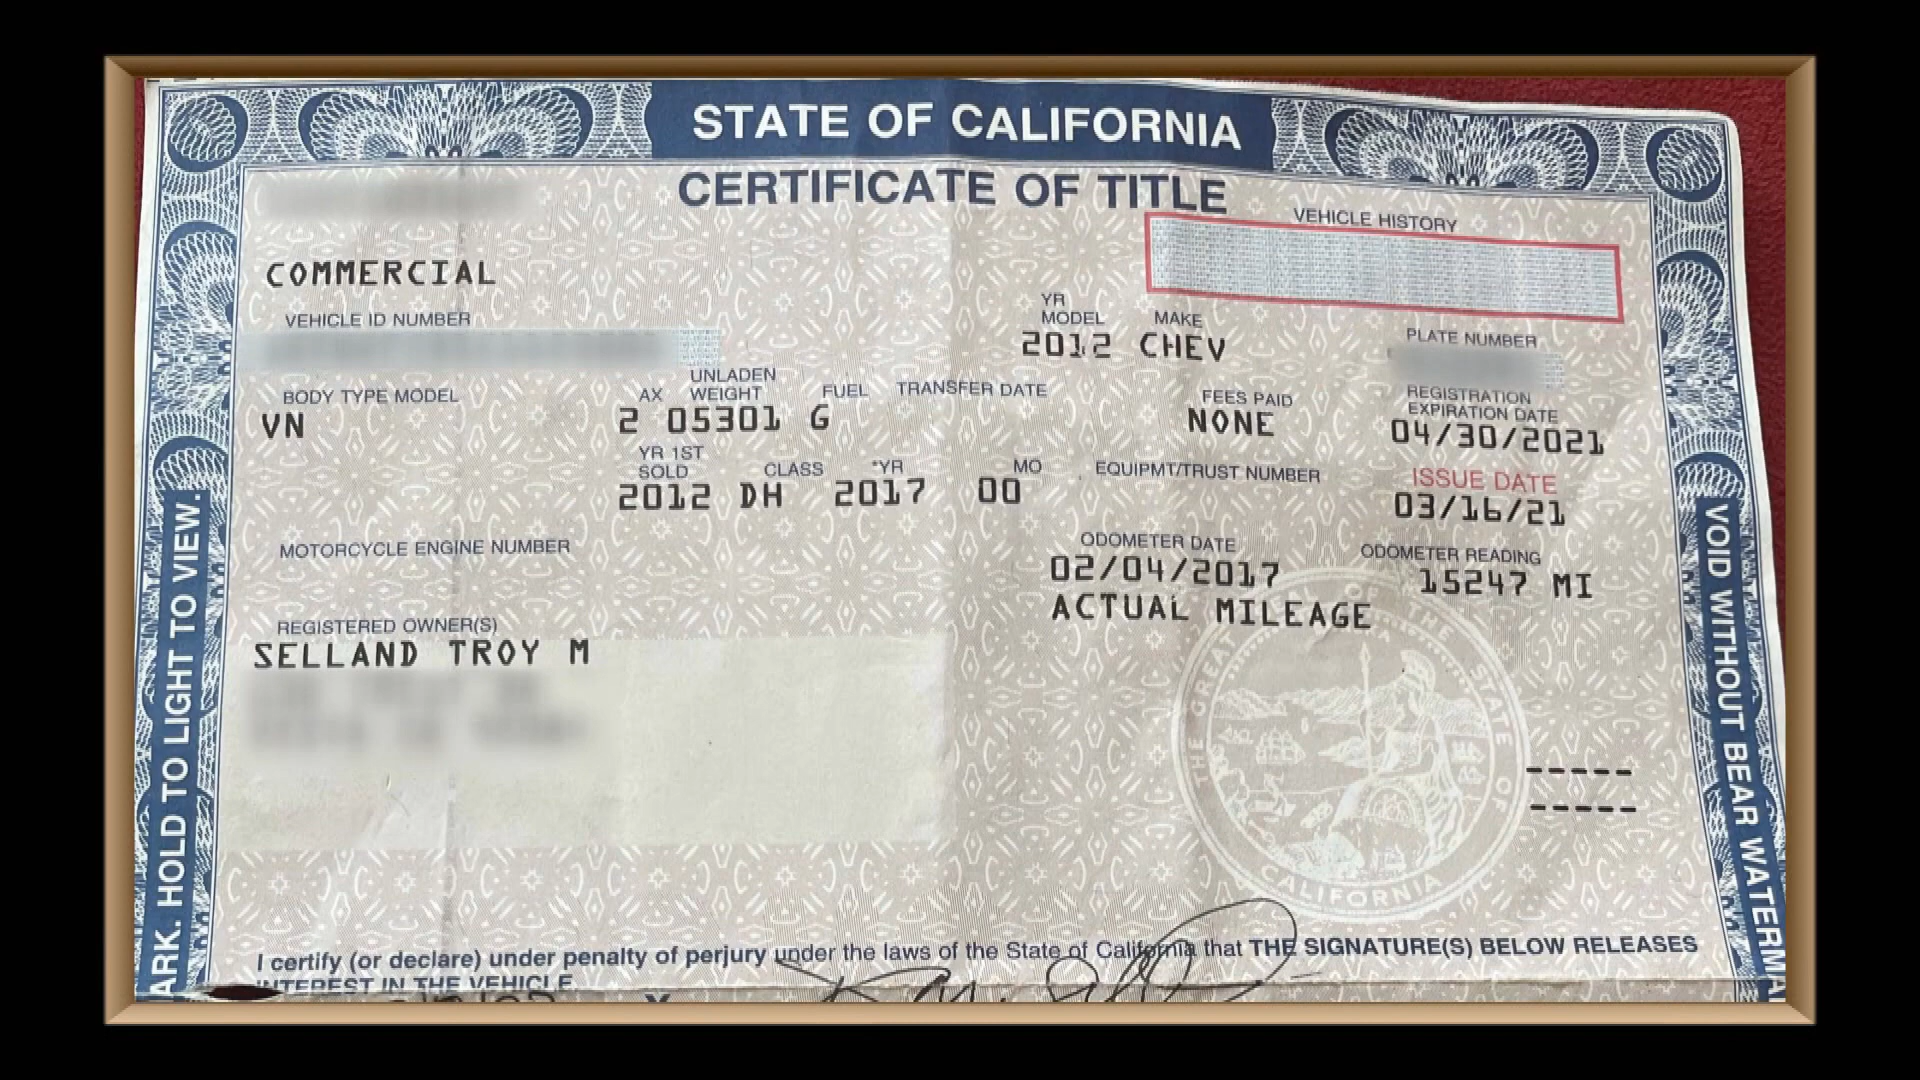 STATE OF CALIFORNIA
CERTIFICATE OF TITLE
VEHICLE HISTORY
COMMERCIAL
VEHICLE ID NUMBER
YR MODEL MAKE
2012 CHEV
PLATE NUMBER
BODY TYPE MODEL
VN
AX UNLADEN WEIGHT FUEL TRANSFER DATE
2 05301 G
FEES PAID
NONE
REGISTRATION EXPIRATION DATE
04/30/2021
YR 1ST SOLD CLASS *YR MO EQUIPMT/TRUST NUMBER
2012 DH 2017 00
ISSUE DATE
03/16/21
MOTORCYCLE ENGINE NUMBER
ODOMETER DATE
02/04/2017
ODOMETER READING
15247 MI
ACTUAL MILEAGE
REGISTERED OWNER(S)
SELLAND TROY M
THE GREAT SEAL OF THE STATE OF CALIFORNIA
-----
-----
I certify (or declare) under penalty of perjury under the laws of the State of California that THE SIGNATURE(S) BELOW RELEASES
INTEREST IN THE VEHICLE.
X
ARK. HOLD TO LIGHT TO VIEW.
VOID WITHOUT BEAR WATERMA